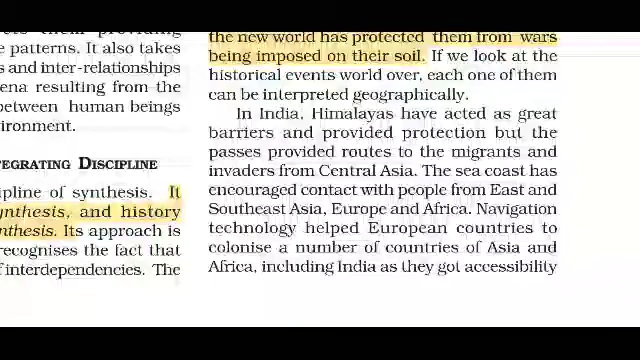 e patterns. It also takes
s and inter-relationships
ena resulting from the
between human beings
ironment.
TEGRATING DISCIPLINE
cipline of synthesis. It
ynthesis, and history
nthesis. Its approach is
recognises the fact that
f interdependencies. The
the new world has protected them from wars
being imposed on their soil. If we look at the
historical events world over, each one of them
can be interpreted geographically.
In India, Himalayas have acted as great
barriers and provided protection but the
passes provided routes to the migrants and
invaders from Central Asia. The sea coast has
encouraged contact with people from East and
Southeast Asia, Europe and Africa. Navigation
technology helped European countries to
colonise a number of countries of Asia and
Africa, including India as they got accessibility